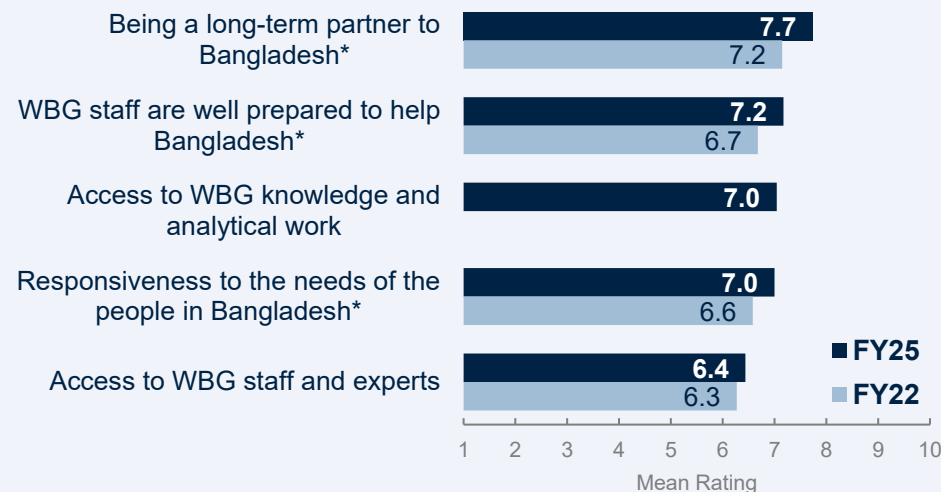 Being a long-term partner to
Bangladesh*
7.7
7.2
WBG staff are well prepared to help
Bangladesh*
7.2
6.7
Access to WBG knowledge and
analytical work
7.0
Responsiveness to the needs of the
people in Bangladesh*
7.0
6.6
Access to WBG staff and experts
6.4
6.3
FY25
FY22
1 2 3 4 5 6 7 8 9 10
Mean Rating